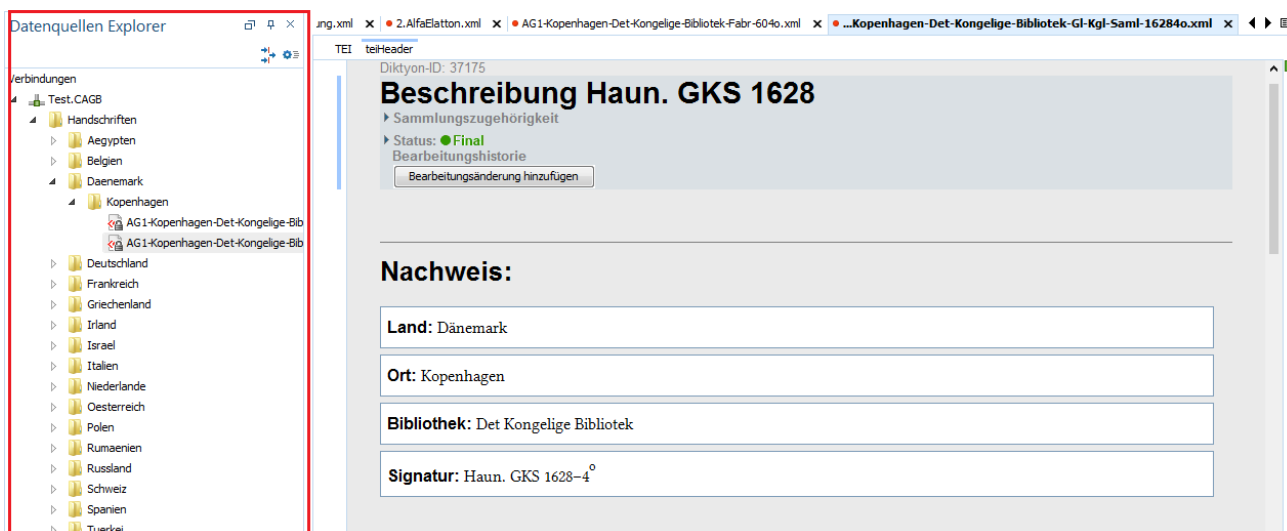 Datenquellen Explorer
Verbindungen
Test.CAGB
Handschriften
Aegypten
Belgien
Daenemark
Kopenhagen
AG1-Kopenhagen-Det-Kongelige-Bib
AG1-Kopenhagen-Det-Kongelige-Bib
Deutschland
Frankreich
Griechenland
Irland
Israel
Italien
Niederlande
Oesterreich
Polen
Rumaenien
Russland
Schweiz
Spanien
Tuerkei
ung.xml x 2.AlfaElatton.xml x AG1-Kopenhagen-Det-Kongelige-Bibliotek-Fabr-604o.xml x ...Kopenhagen-Det-Kongelige-Bibliotek-Gl-Kgl-Saml-16284o.xml x
TEI teiHeader
Diktyon-ID: 37175
Beschreibung Haun. GKS 1628
Sammlungszugehörigkeit
Status: Final
Bearbeitungshistorie
Bearbeitungsänderung hinzufügen
Nachweis:
Land: Dänemark
Ort: Kopenhagen
Bibliothek: Det Kongelige Bibliotek
Signatur: Haun. GKS 1628–4º